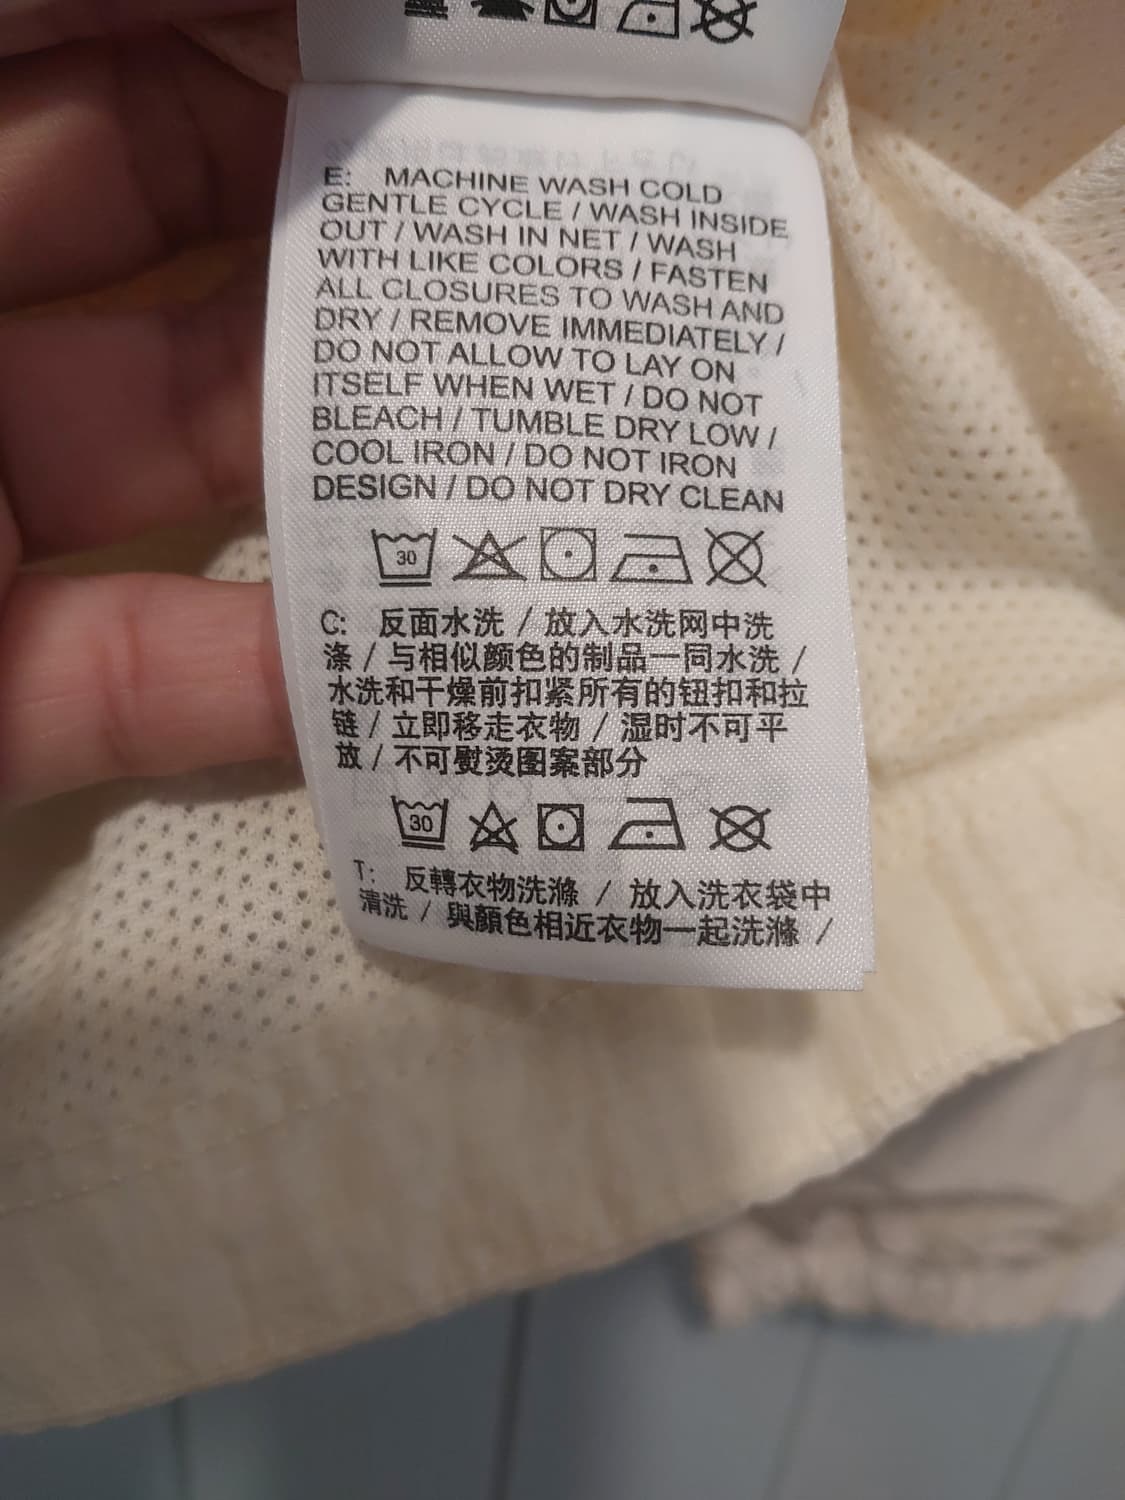 E: MACHINE WASH COLD
GENTLE CYCLE / WASH INSIDE
OUT / WASH IN NET / WASH
WITH LIKE COLORS / FASTEN
ALL CLOSURES TO WASH AND
DRY / REMOVE IMMEDIATELY /
DO NOT ALLOW TO LAY ON
ITSELF WHEN WET / DO NOT
BLEACH / TUMBLE DRY LOW /
COOL IRON / DO NOT IRON
DESIGN / DO NOT DRY CLEAN
30
C: 反面水洗 / 放入水洗网中洗
涤 / 与相似颜色的制品一同水洗 /
水洗和干燥前扣紧所有的钮扣和拉
链 / 立即移走衣物 / 湿时不可平
放 / 不可熨烫图案部分
30
T: 反轉衣物洗滌 / 放入洗衣袋中
清洗 / 與顏色相近衣物一起洗滌 /